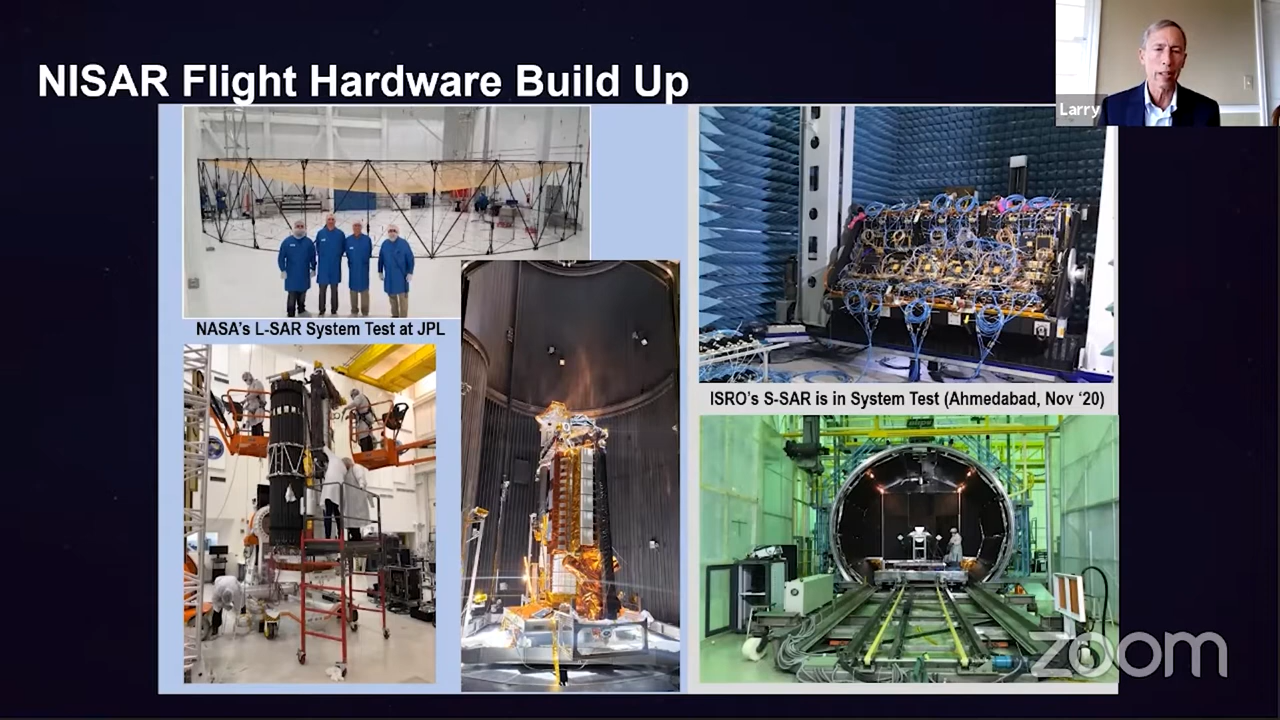 NISAR Flight Hardware Build Up
Larry
NASA's L-SAR System Test at JPL
ISRO's S-SAR is in System Test (Ahmedabad, Nov ‘20)
zoom